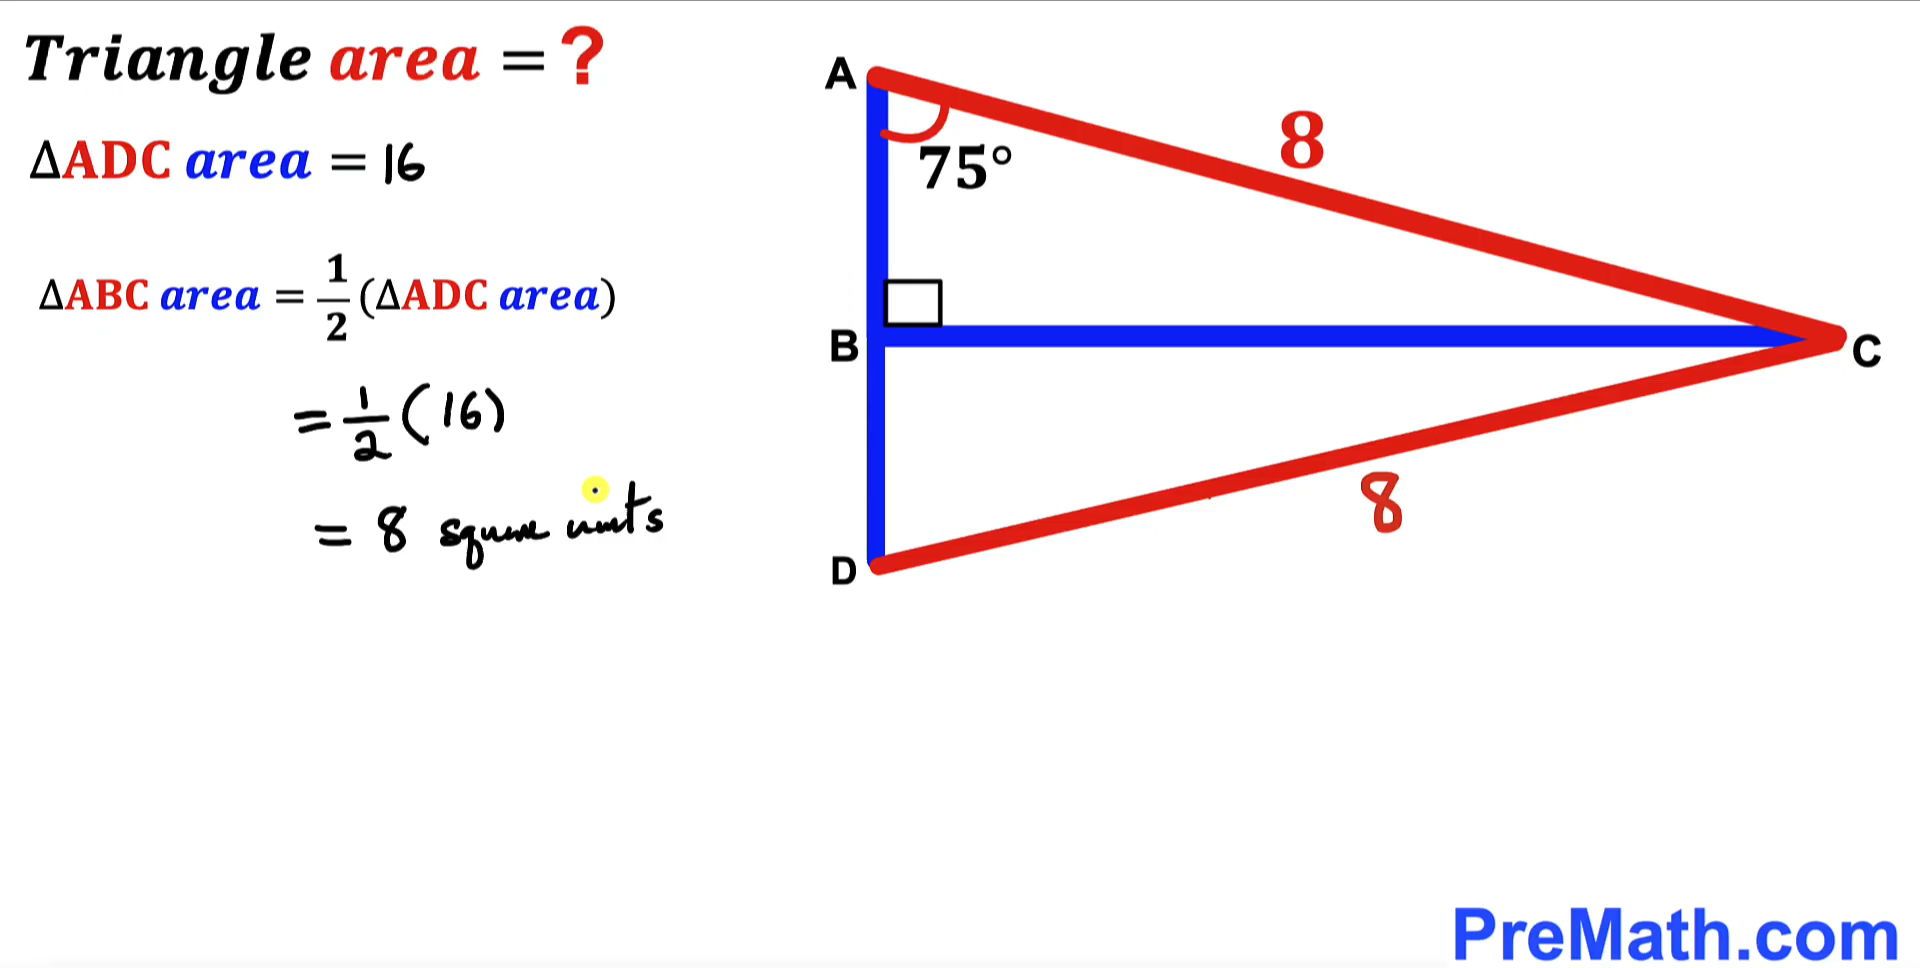 Triangle area = ?
ΔADC area = 16
ΔABC area = 1/2 (ΔADC area)
= 1/2 (16)
= 8 square units
A
75°
8
B
C
8
D
PreMath.com